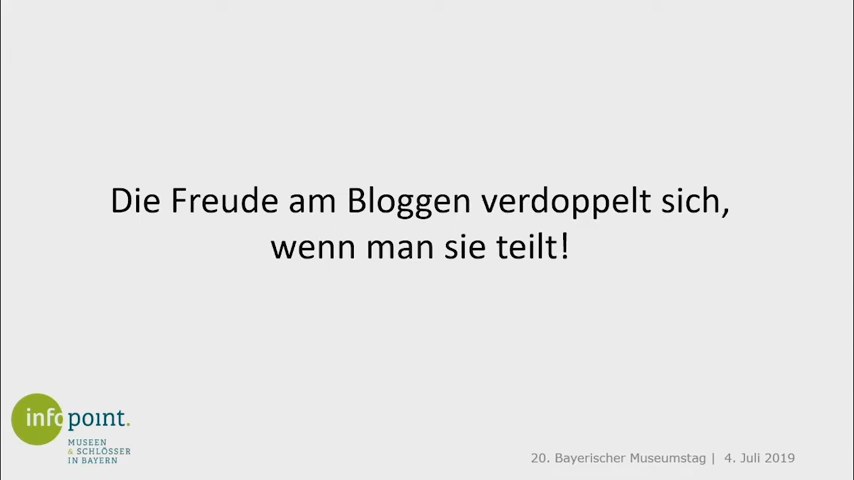 Die Freude am Bloggen verdoppelt sich,
wenn man sie teilt!
infopoint.
MUSEEN
& SCHLÖSSER
IN BAYERN
20. Bayerischer Museumstag | 4. Juli 2019